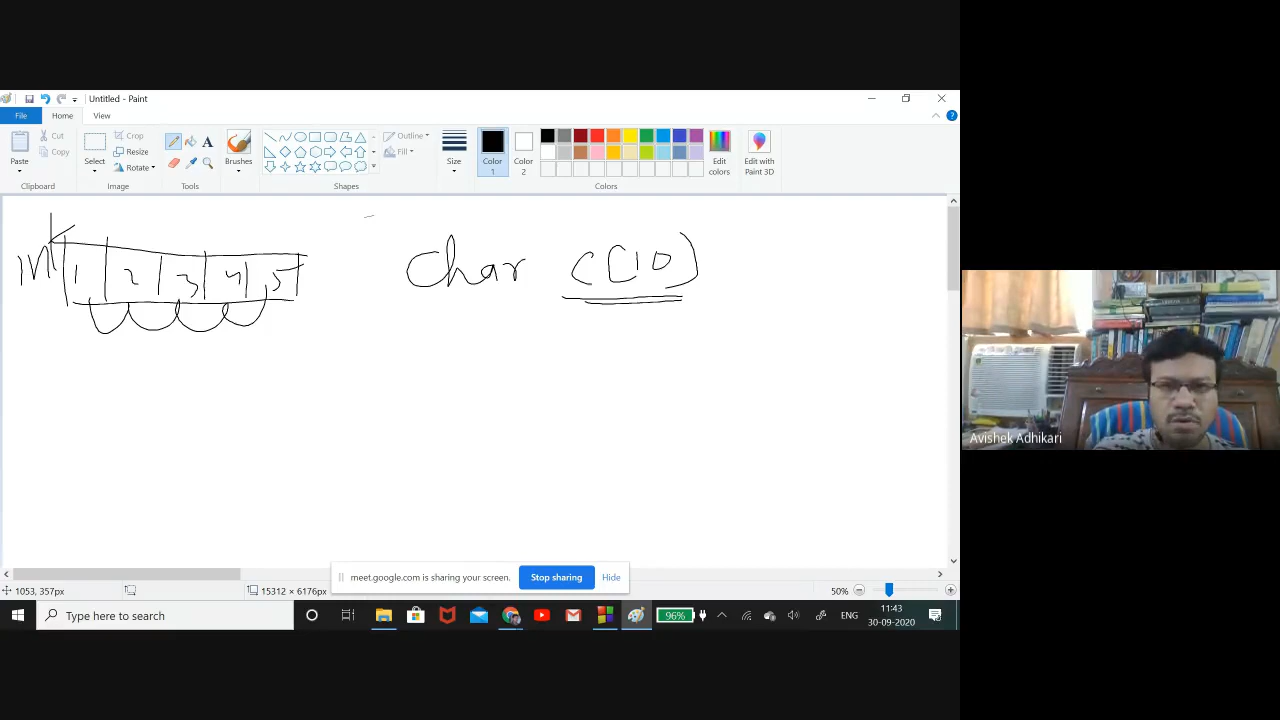 Untitled - Paint
File Home View
Cut
Crop
Paste Copy Select Resize Rotate Brushes Outline Fill Size Color 1 Color 2 Edit colors Edit with Paint 3D
Clipboard Image Tools Shapes Colors
int 1 2 3 4 5
char c[10]
Avishek Adhikari
meet.google.com is sharing your screen. Stop sharing Hide
1053, 357px 15312 × 6176px 50%
Type here to search 96% ENG 11:43
30-09-2020